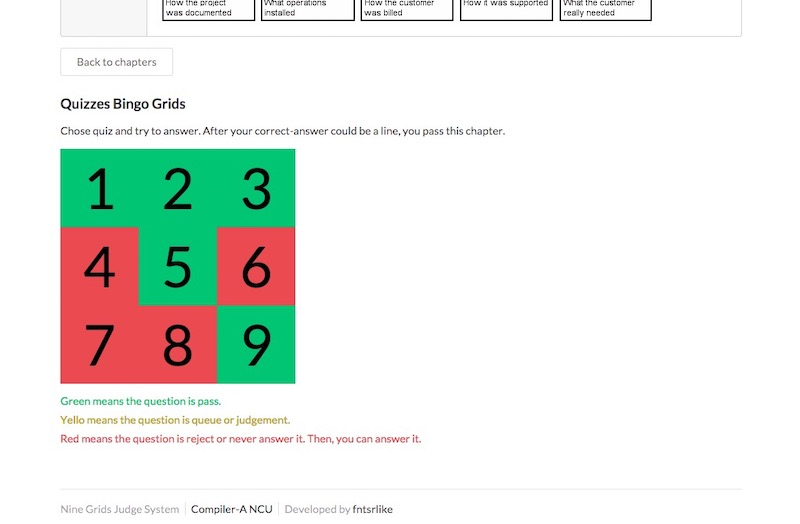 How the project
was documented
What operations
installed
How the customer
was billed
How it was supported
What the customer
really needed
Back to chapters
Quizzes Bingo Grids
Chose quiz and try to answer. After your correct-answer could be a line, you pass this chapter.
1 2 3
4 5 6
7 8 9
Green means the question is pass.
Yello means the question is queue or judgement.
Red means the question is reject or never answer it. Then, you can answer it.
Nine Grids Judge System Compiler-A NCU Developed by fntsrlike